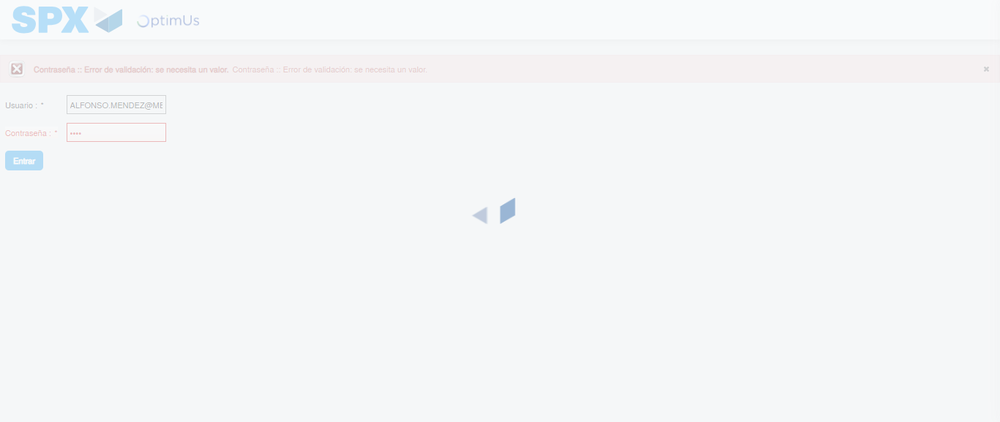 SPX OptimUs
Contraseña :: Error de validación: se necesita un valor. Contraseña :: Error de validación: se necesita un valor.
Usuario : * ALFONSO.MENDEZ@ME
Contraseña : * ••••
Entrar